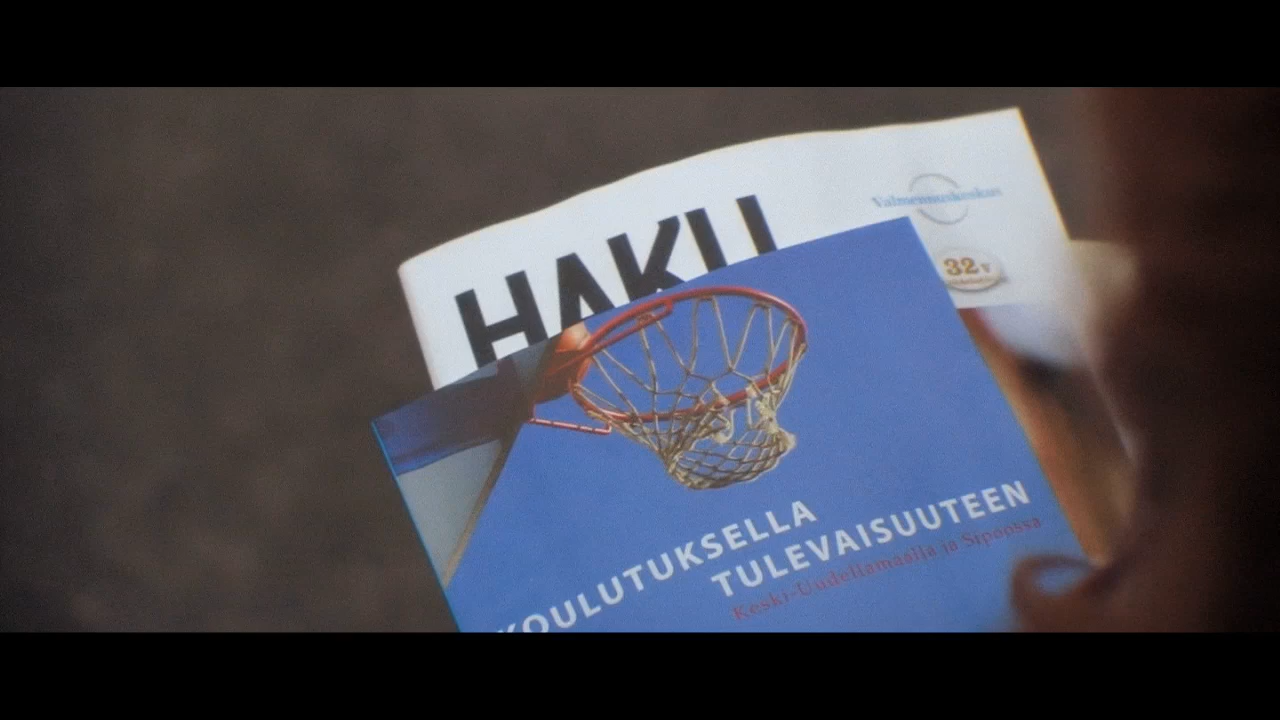 HAKU
Valmennuskeskus
32 v
KOULUTUKSELLA
TULEVAISUUTEEN
Keski-Uudellamaalla ja Sipoossa